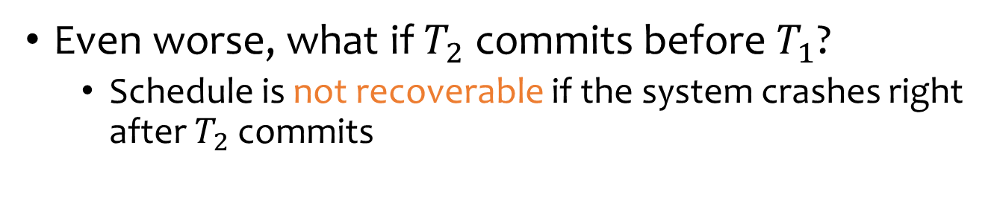 • Even worse, what if T₂ commits before T₁?
• Schedule is not recoverable if the system crashes right
after T₂ commits